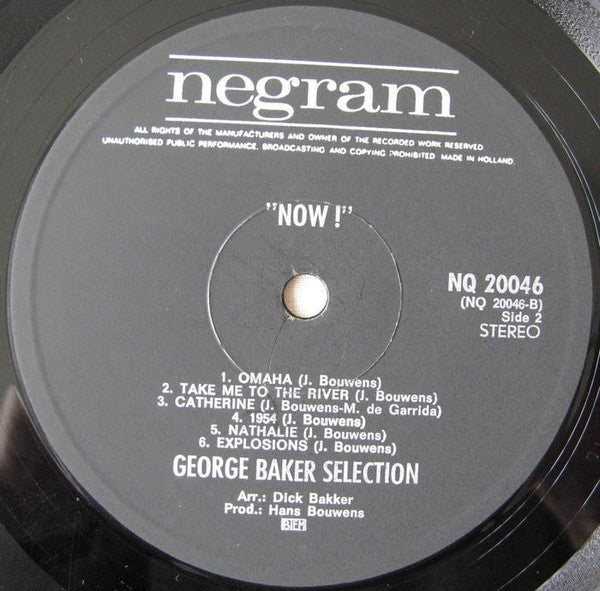 negram
ALL RIGHTS OF THE MANUFACTURERS AND OWNER OF THE RECORDED WORK RESERVED
UNAUTHORISED PUBLIC PERFORMANCE, BROADCASTING AND COPYING PROHIBITED MADE IN HOLLAND.
"NOW !"
NQ 20046
(NQ 20046-B)
Side 2
STEREO
1. OMAHA (J. Bouwens)
2. TAKE ME TO THE RIVER (J. Bouwens)
3. CATHERINE (J. Bouwens-M. de Garrida)
4. 1954 (J. Bouwens)
5. NATHALIE (J. Bouwens)
6. EXPLOSIONS (J. Bouwens)
GEORGE BAKER SELECTION
Arr.: Dick Bakker
Prod.: Hans Bouwens
BIEM